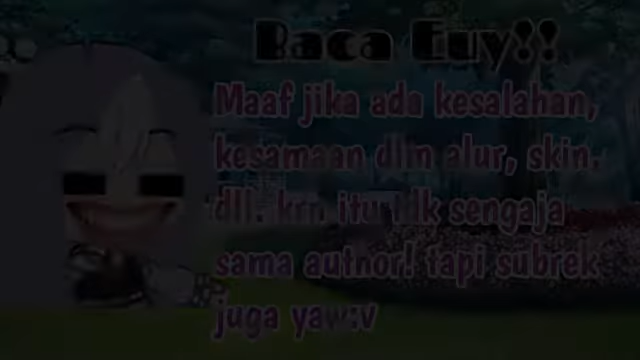 Baca Euy!!
Maaf jika ada kesalahan,
kesamaan dlm alur, skin,
dll. krn itu tdk sengaja
sama author! tapi subrek
juga yaw:v